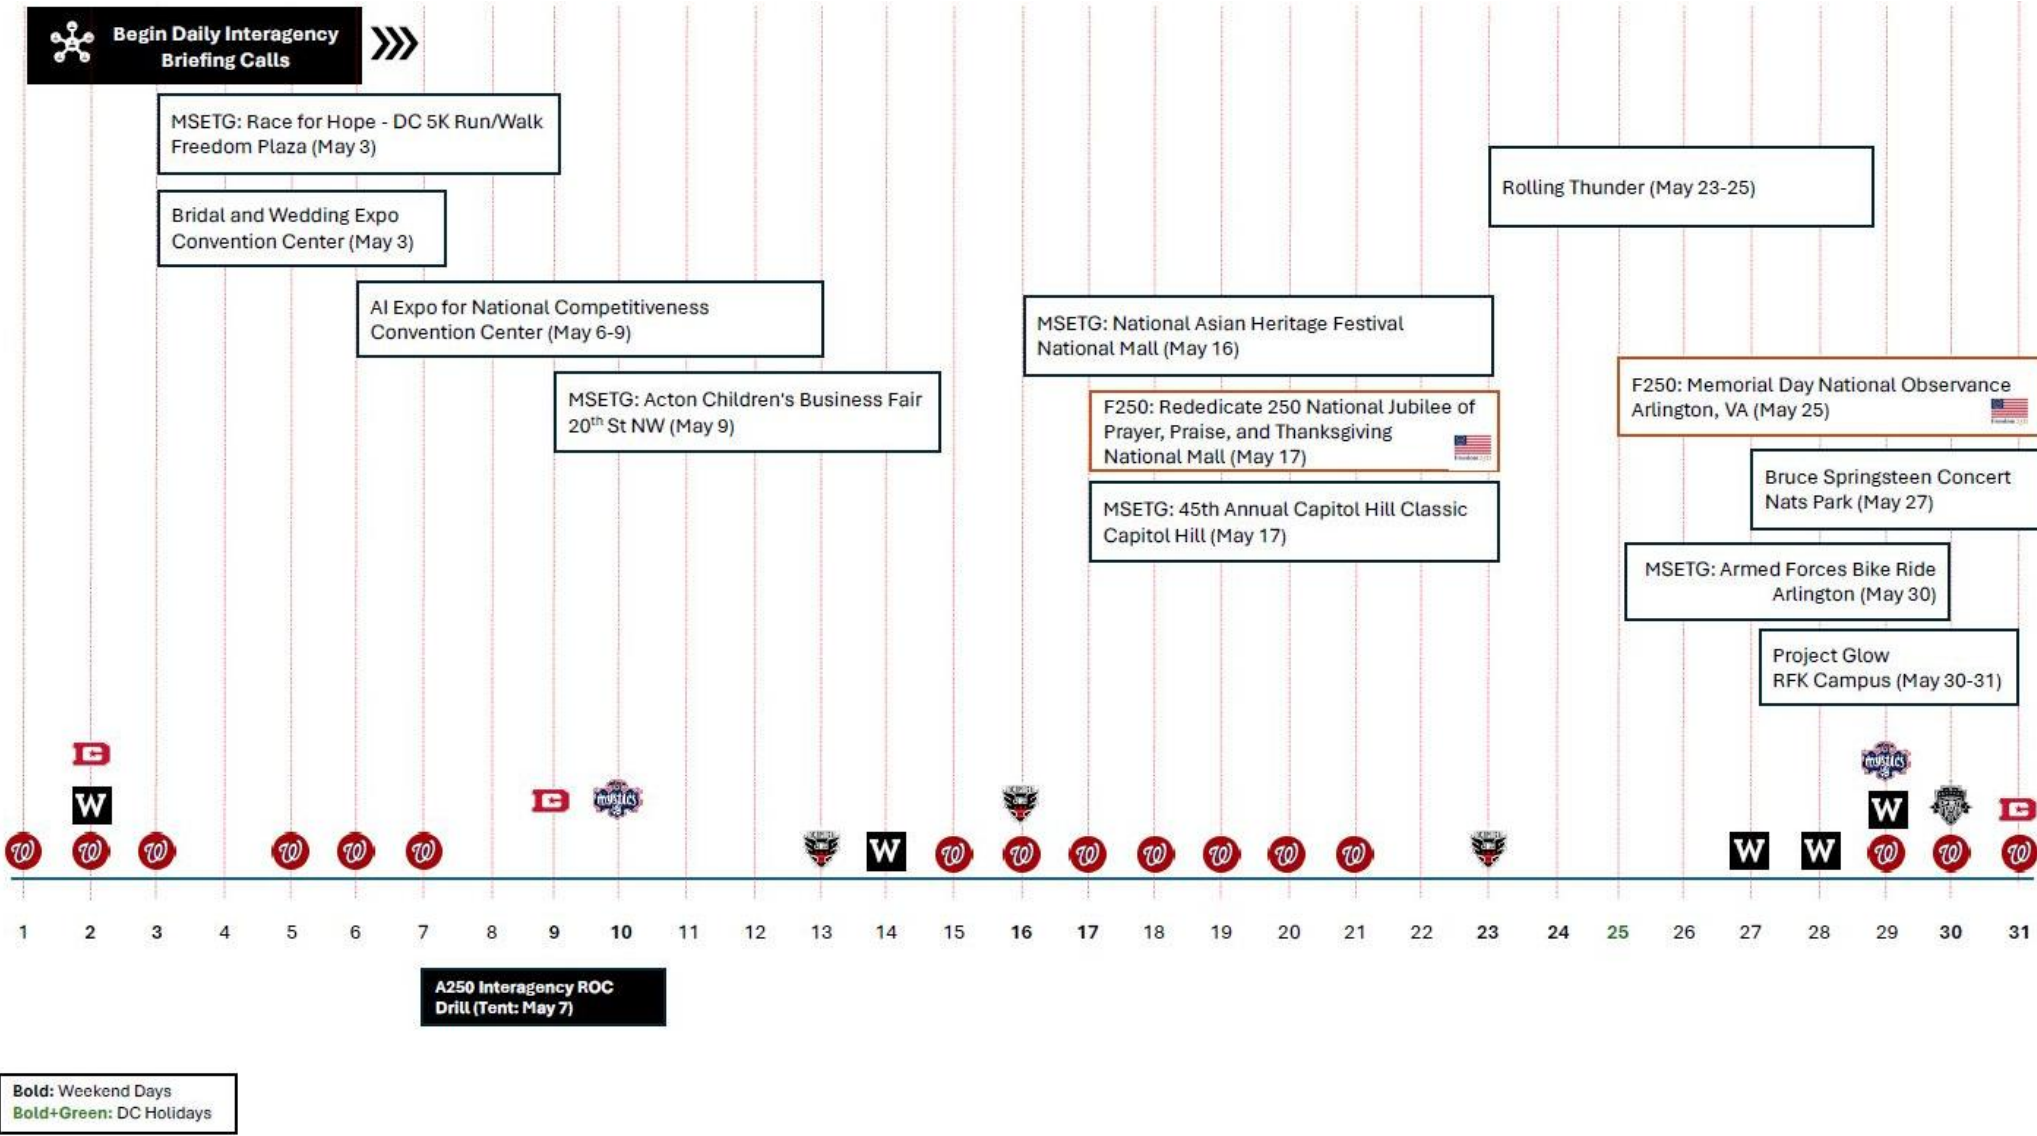 Begin Daily Interagency
Briefing Calls
MSETG: Race for Hope - DC 5K Run/Walk
Freedom Plaza (May 3)
Bridal and Wedding Expo
Convention Center (May 3)
Rolling Thunder (May 23-25)
AI Expo for National Competitiveness
Convention Center (May 6-9)
MSETG: National Asian Heritage Festival
National Mall (May 16)
MSETG: Acton Children's Business Fair
20th St NW (May 9)
F250: Rededicate 250 National Jubilee of
Prayer, Praise, and Thanksgiving
National Mall (May 17)
F250: Memorial Day National Observance
Arlington, VA (May 25)
MSETG: 45th Annual Capitol Hill Classic
Capitol Hill (May 17)
Bruce Springsteen Concert
Nats Park (May 27)
MSETG: Armed Forces Bike Ride
Arlington (May 30)
Project Glow
RFK Campus (May 30-31)
mystics
W
W
mystics
W
W
W
W W W W W W
W
W W W W W W W
W
W
W W W
1 2 3 4 5 6 7 8 9 10 11 12 13 14 15 16 17 18 19 20 21 22 23 24 25 26 27 28 29 30 31
A250 Interagency ROC
Drill (Tent: May 7)
Bold: Weekend Days
Bold+Green: DC Holidays